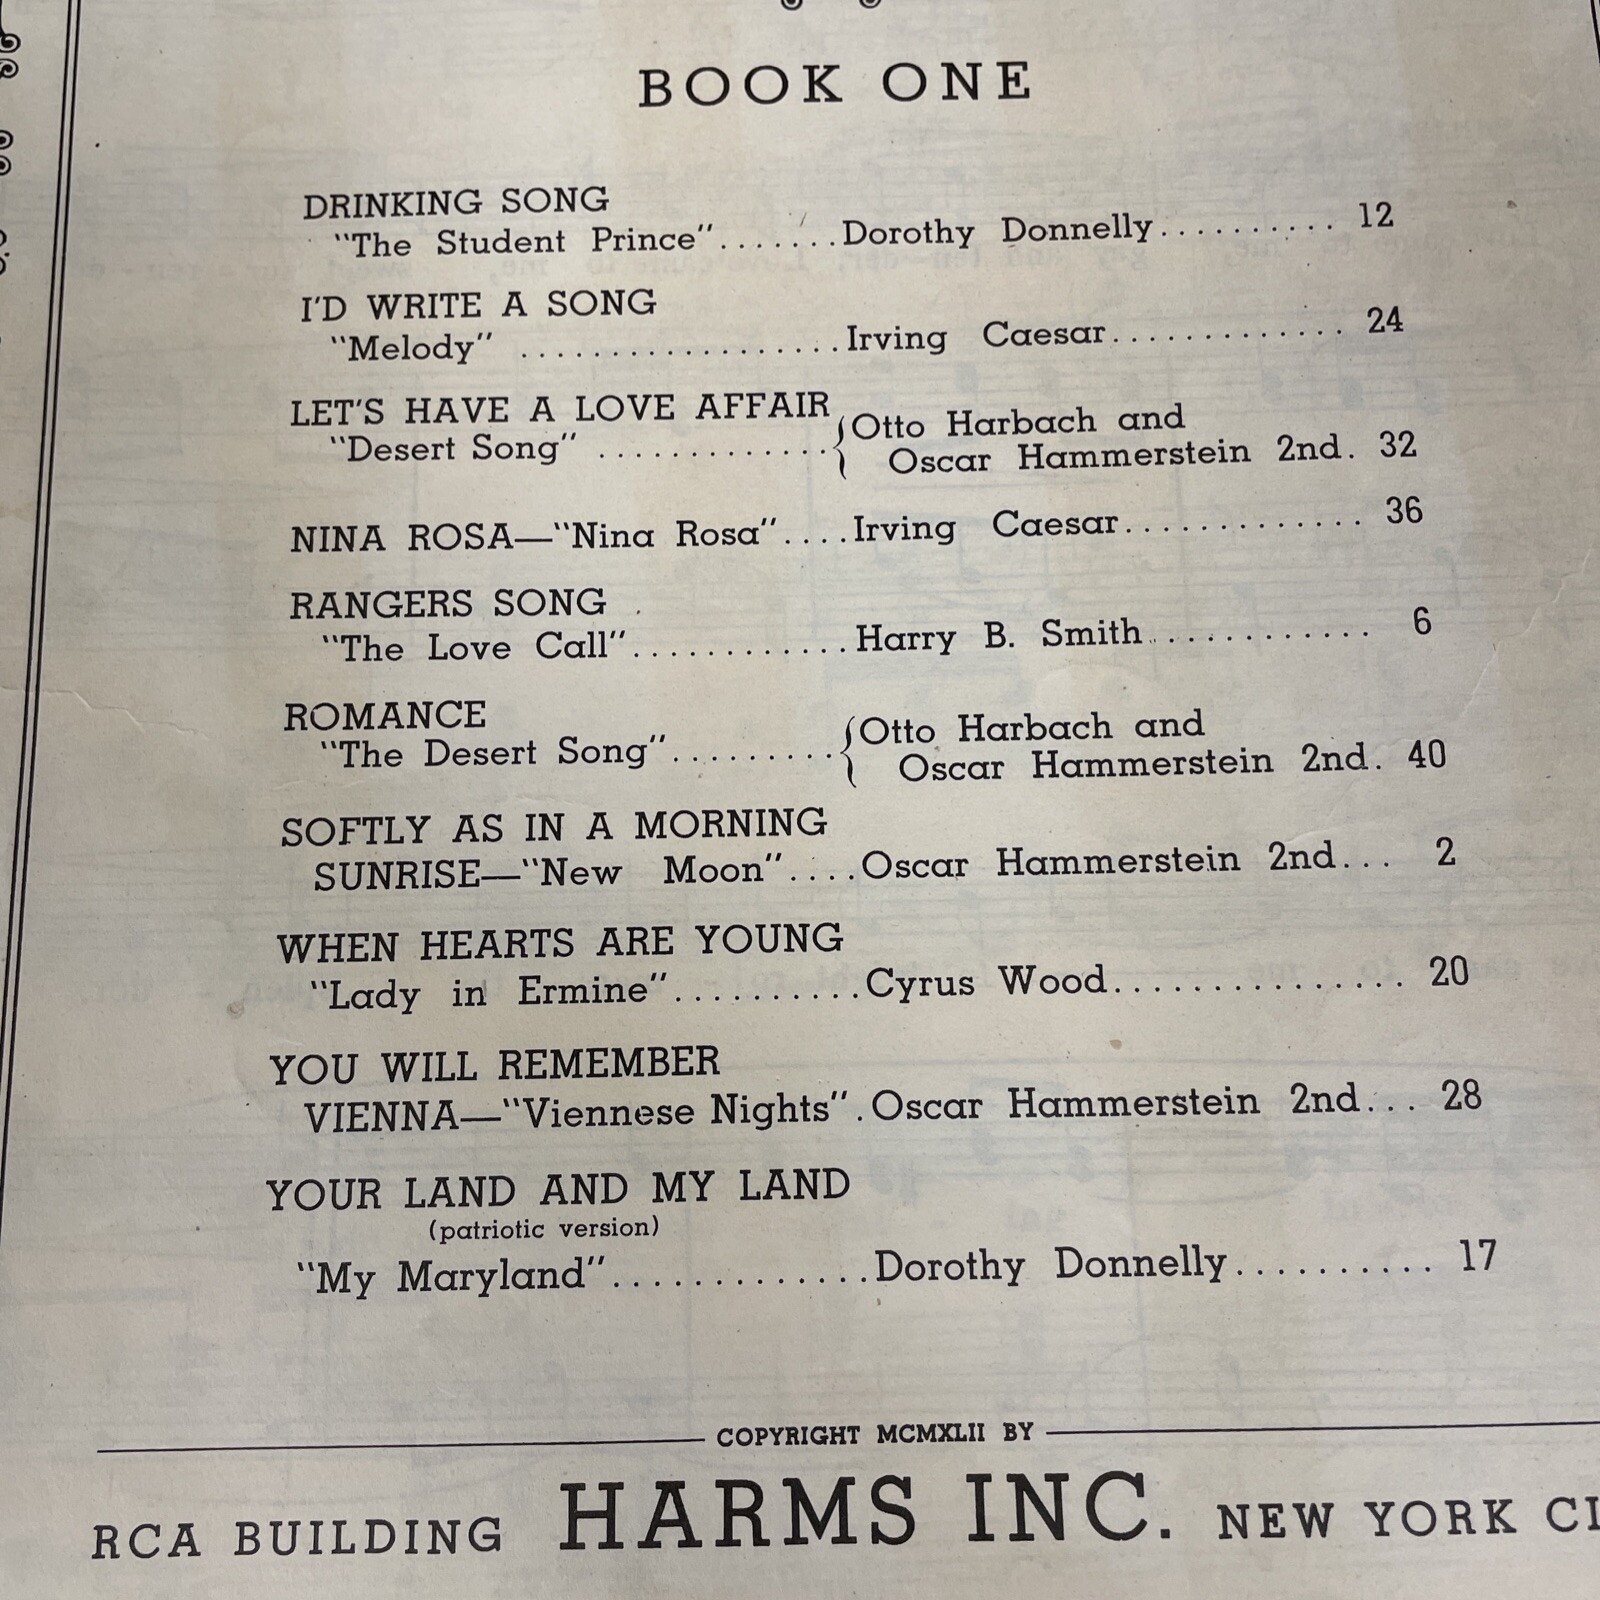 BOOK ONE
DRINKING SONG
"The Student Prince".......Dorothy Donnelly.......... 12
I'D WRITE A SONG
"Melody" ..................Irving Caesar............. 24
LET'S HAVE A LOVE AFFAIR
"Desert Song" .............{Otto Harbach and
Oscar Hammerstein 2nd. 32
NINA ROSA—"Nina Rosa"....Irving Caesar............. 36
RANGERS SONG
"The Love Call"............Harry B. Smith............. 6
ROMANCE
"The Desert Song".........{Otto Harbach and
Oscar Hammerstein 2nd. 40
SOFTLY AS IN A MORNING
SUNRISE—"New Moon"....Oscar Hammerstein 2nd... 2
WHEN HEARTS ARE YOUNG
"Lady in Ermine"..........Cyrus Wood................ 20
YOU WILL REMEMBER
VIENNA—"Viennese Nights".Oscar Hammerstein 2nd... 28
YOUR LAND AND MY LAND
(patriotic version)
"My Maryland".............Dorothy Donnelly.......... 17
COPYRIGHT MCMXLII BY
RCA BUILDING HARMS INC. NEW YORK CI